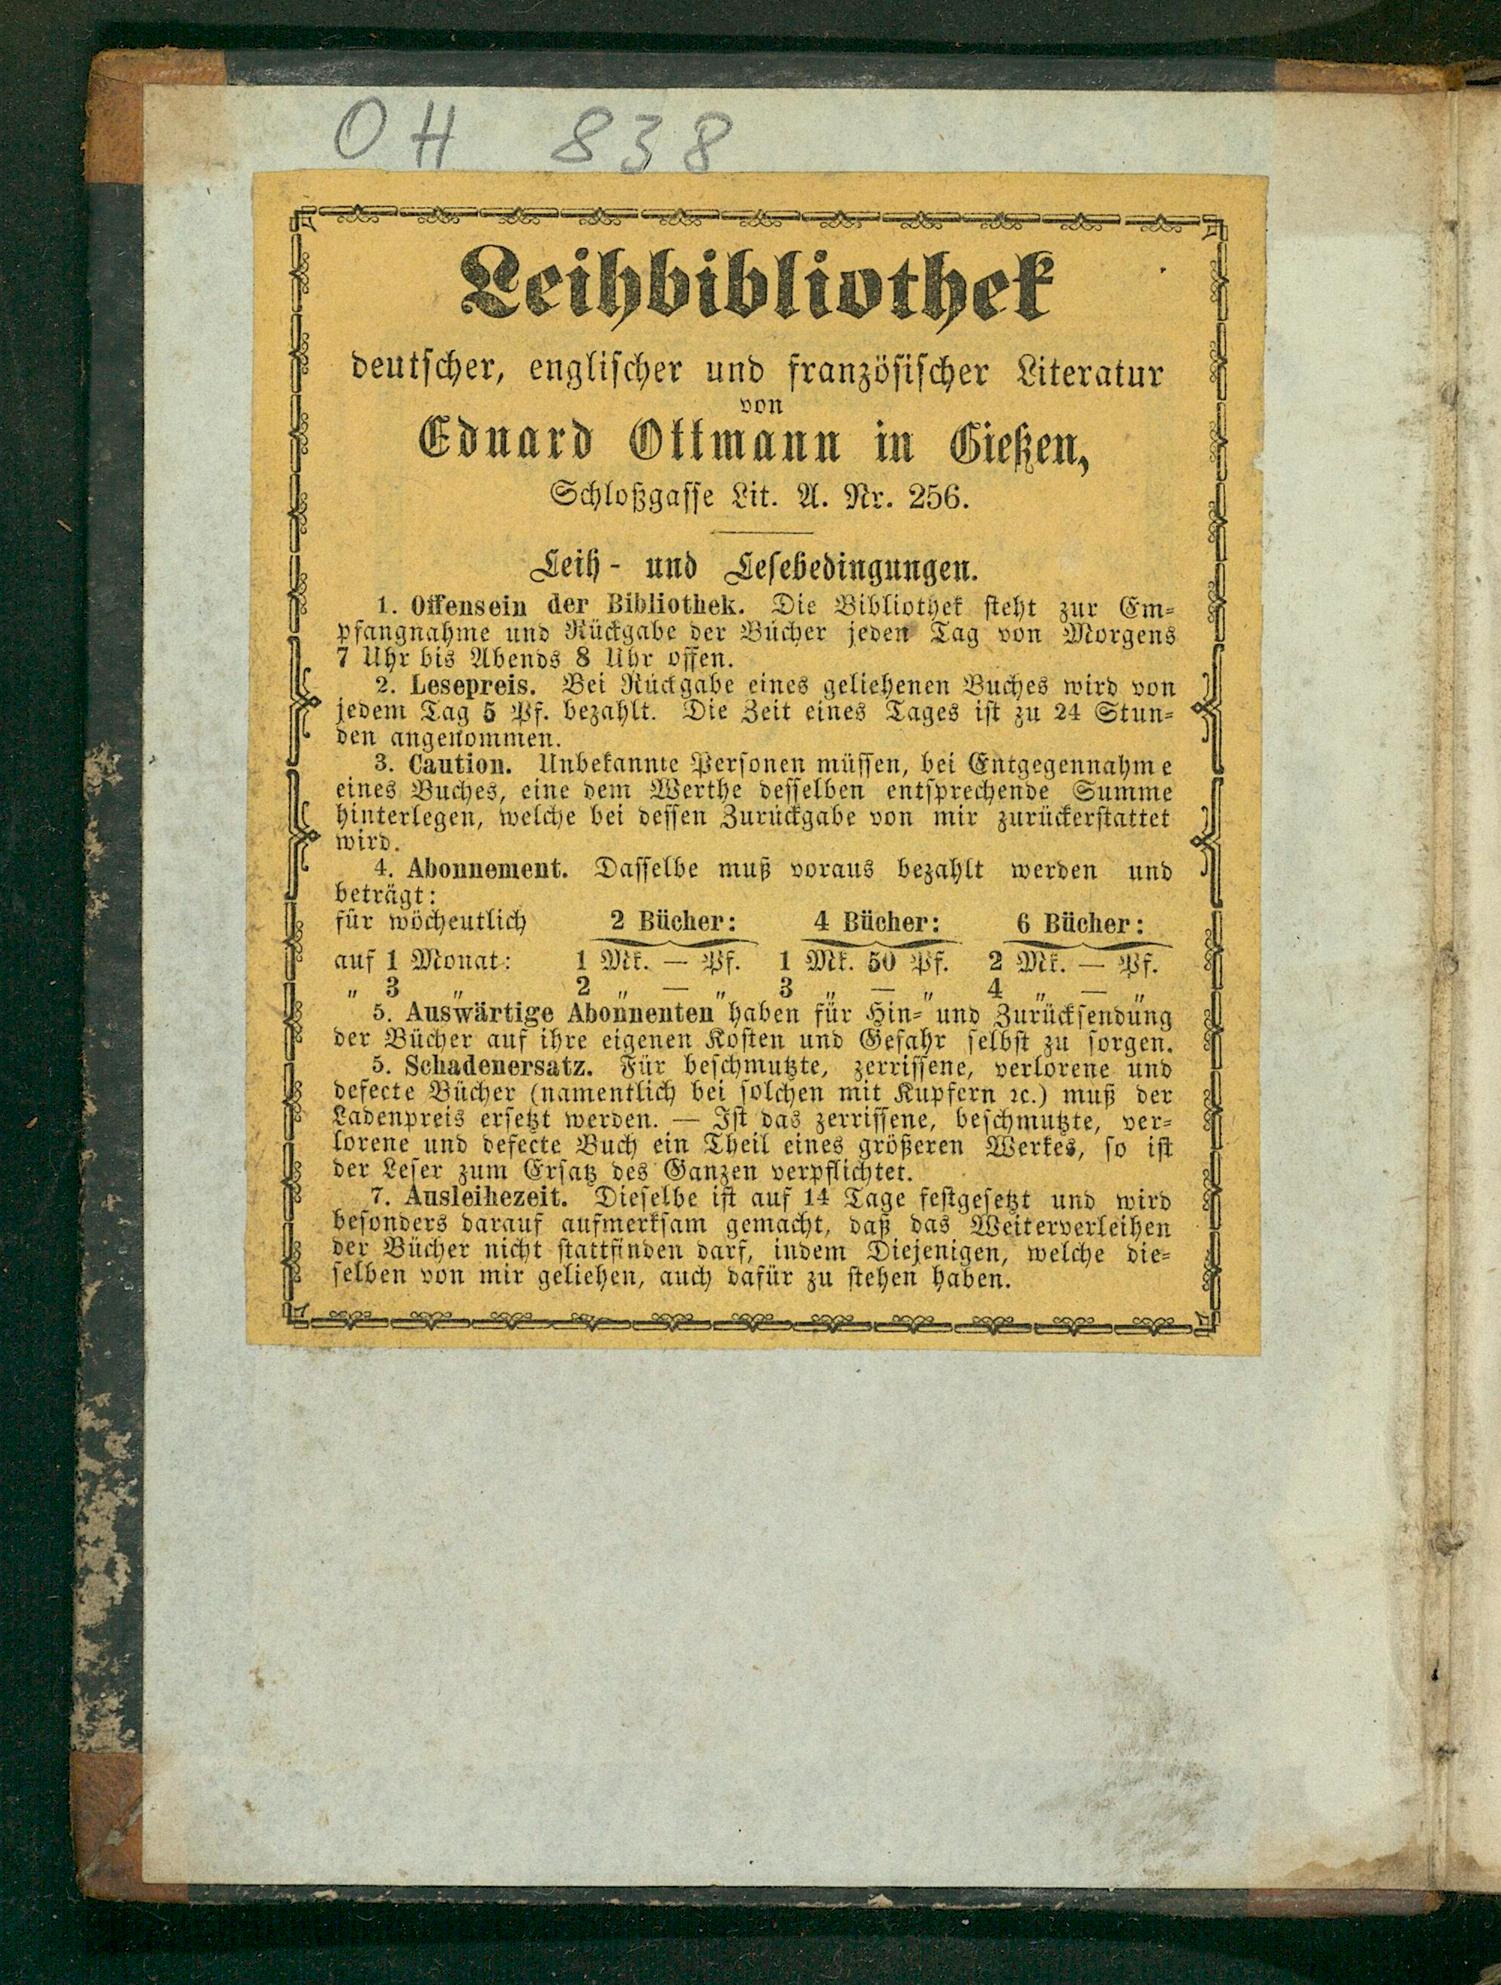 OH 838
Leihbibliothek
deutscher, englischer und französischer Literatur
von
Eduard Ottmann in Gießen,
Schloßgasse Lit. A. Nr. 256.
Leih- und Lesebedingungen.
1. Offensein der Bibliothek. Die Bibliothek steht zur Em-
pfangnahme und Rückgabe der Bücher jeden Tag von Morgens
7 Uhr bis Abends 8 Uhr offen.
2. Lesepreis. Bei Rückgabe eines geliehenen Buches wird von
jedem Tag 5 Pf. bezahlt. Die Zeit eines Tages ist zu 24 Stun-
den angenommen.
3. Caution. Unbekannte Personen müssen, bei Entgegennahme
eines Buches, eine dem Werthe desselben entsprechende Summe
hinterlegen, welche bei dessen Zurückgabe von mir zurückerstattet
wird.
4. Abonnement. Dasselbe muß voraus bezahlt werden und
beträgt:
für wöchentlich 2 Bücher: 4 Bücher: 6 Bücher:
auf 1 Monat: 1 Mk. — Pf. 1 Mk. 50 Pf. 2 Mk. — Pf.
„ 3 „ 2 „ — „ 3 „ — „ 4 „ — „
5. Auswärtige Abonnenten haben für Hin- und Zurücksendung
der Bücher auf ihre eigenen Kosten und Gefahr selbst zu sorgen.
5. Schadenersatz. Für beschmutzte, zerrissene, verlorene und
defecte Bücher (namentlich bei solchen mit Kupfern ꝛc.) muß der
Ladenpreis ersetzt werden. — Ist das zerrissene, beschmutzte, ver-
lorene und defecte Buch ein Theil eines größeren Werkes, so ist
der Leser zum Ersatz des Ganzen verpflichtet.
7. Ausleihezeit. Dieselbe ist auf 14 Tage festgesetzt und wird
besonders darauf aufmerksam gemacht, daß das Weiterverleihen
der Bücher nicht stattfinden darf, indem Diejenigen, welche die-
selben von mir geliehen, auch dafür zu stehen haben.